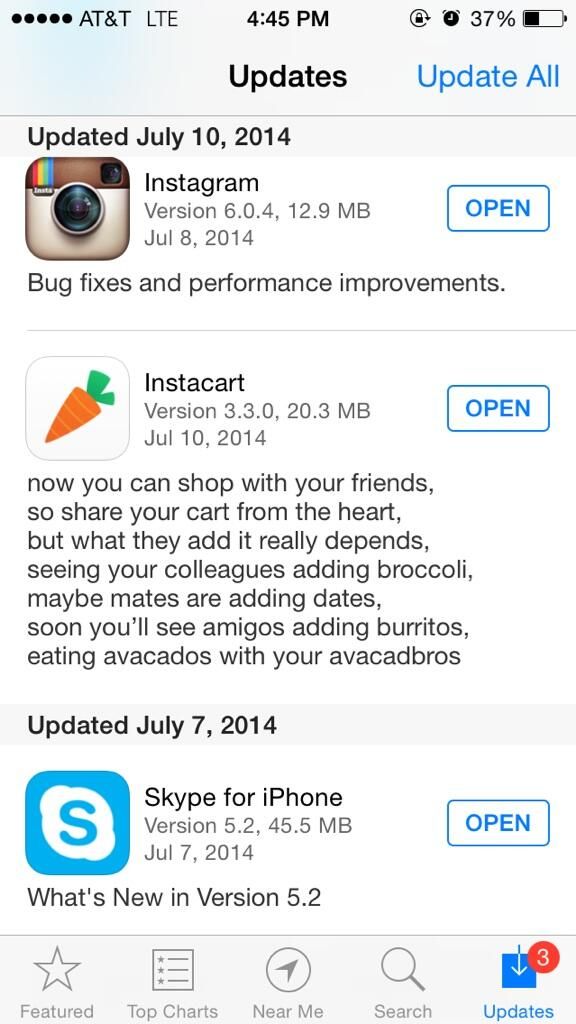 AT&T LTE 4:45 PM 37%
Updates Update All
Updated July 10, 2014
Insta
Instagram
Version 6.0.4, 12.9 MB
Jul 8, 2014
OPEN
Bug fixes and performance improvements.
Instacart
Version 3.3.0, 20.3 MB
Jul 10, 2014
OPEN
now you can shop with your friends,
so share your cart from the heart,
but what they add it really depends,
seeing your colleagues adding broccoli,
maybe mates are adding dates,
soon you’ll see amigos adding burritos,
eating avacados with your avacadbros
Updated July 7, 2014
S
Skype for iPhone
Version 5.2, 45.5 MB
Jul 7, 2014
OPEN
What's New in Version 5.2
3
Featured Top Charts Near Me Search Updates